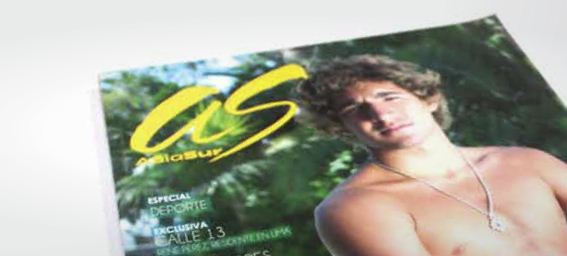 as
AsiaSur
ESPECIAL
DEPORTE
EXCLUSIVA
CALLE 13
RENÉ PÉREZ, RESIDENTE, EN LIMA